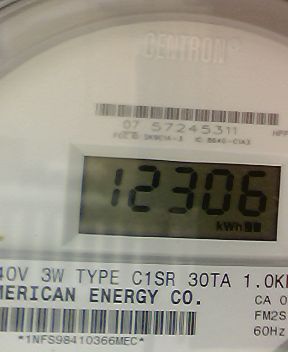 CENTRON®
07 57245311
12306
kWh
40V 3W TYPE C1SR 30TA 1.0K
MERICAN ENERGY CO.
CA 0
FM2S
60Hz
*1NFS98410366MEC*